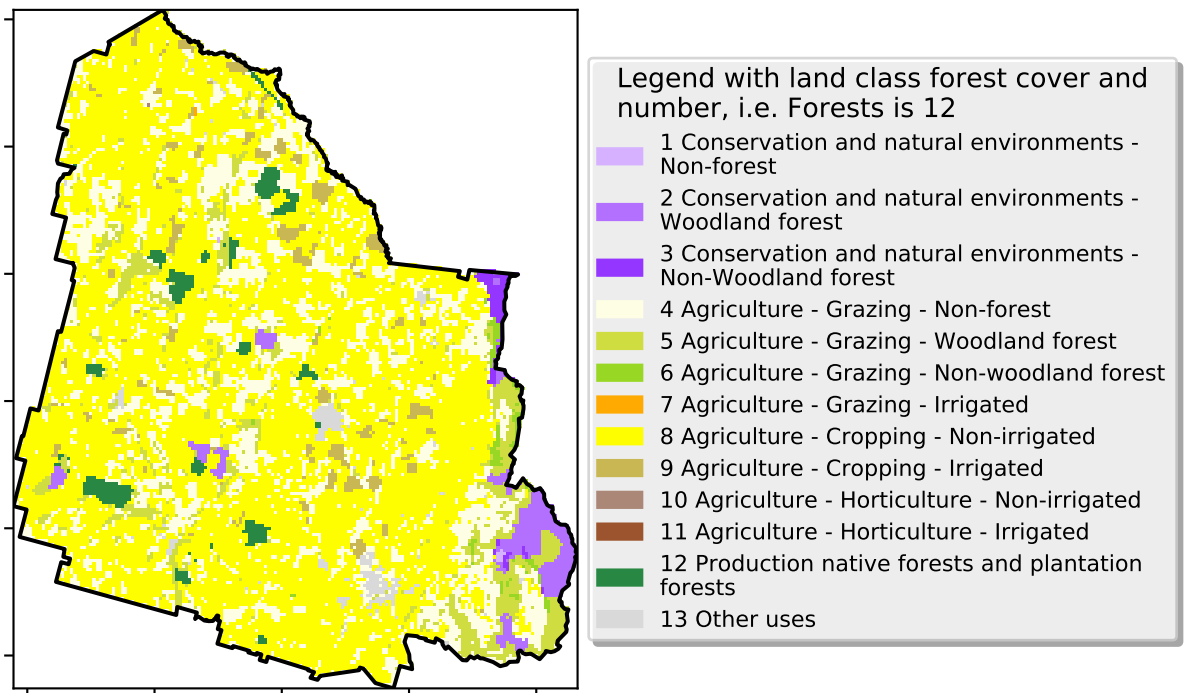 Legend with land class forest cover and
number, i.e. Forests is 12
1 Conservation and natural environments -
Non-forest
2 Conservation and natural environments -
Woodland forest
3 Conservation and natural environments -
Non-Woodland forest
4 Agriculture - Grazing - Non-forest
5 Agriculture - Grazing - Woodland forest
6 Agriculture - Grazing - Non-woodland forest
7 Agriculture - Grazing - Irrigated
8 Agriculture - Cropping - Non-irrigated
9 Agriculture - Cropping - Irrigated
10 Agriculture - Horticulture - Non-irrigated
11 Agriculture - Horticulture - Irrigated
12 Production native forests and plantation
forests
13 Other uses